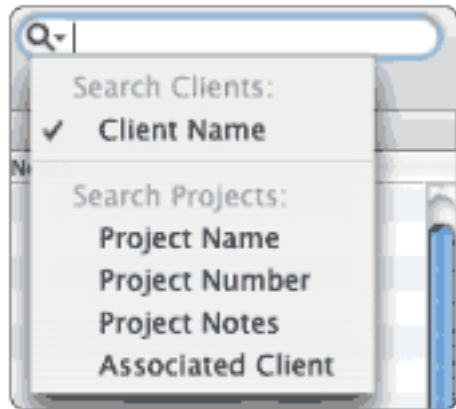 Search Clients:
Client Name
Search Projects:
Project Name
Project Number
Project Notes
Associated Client